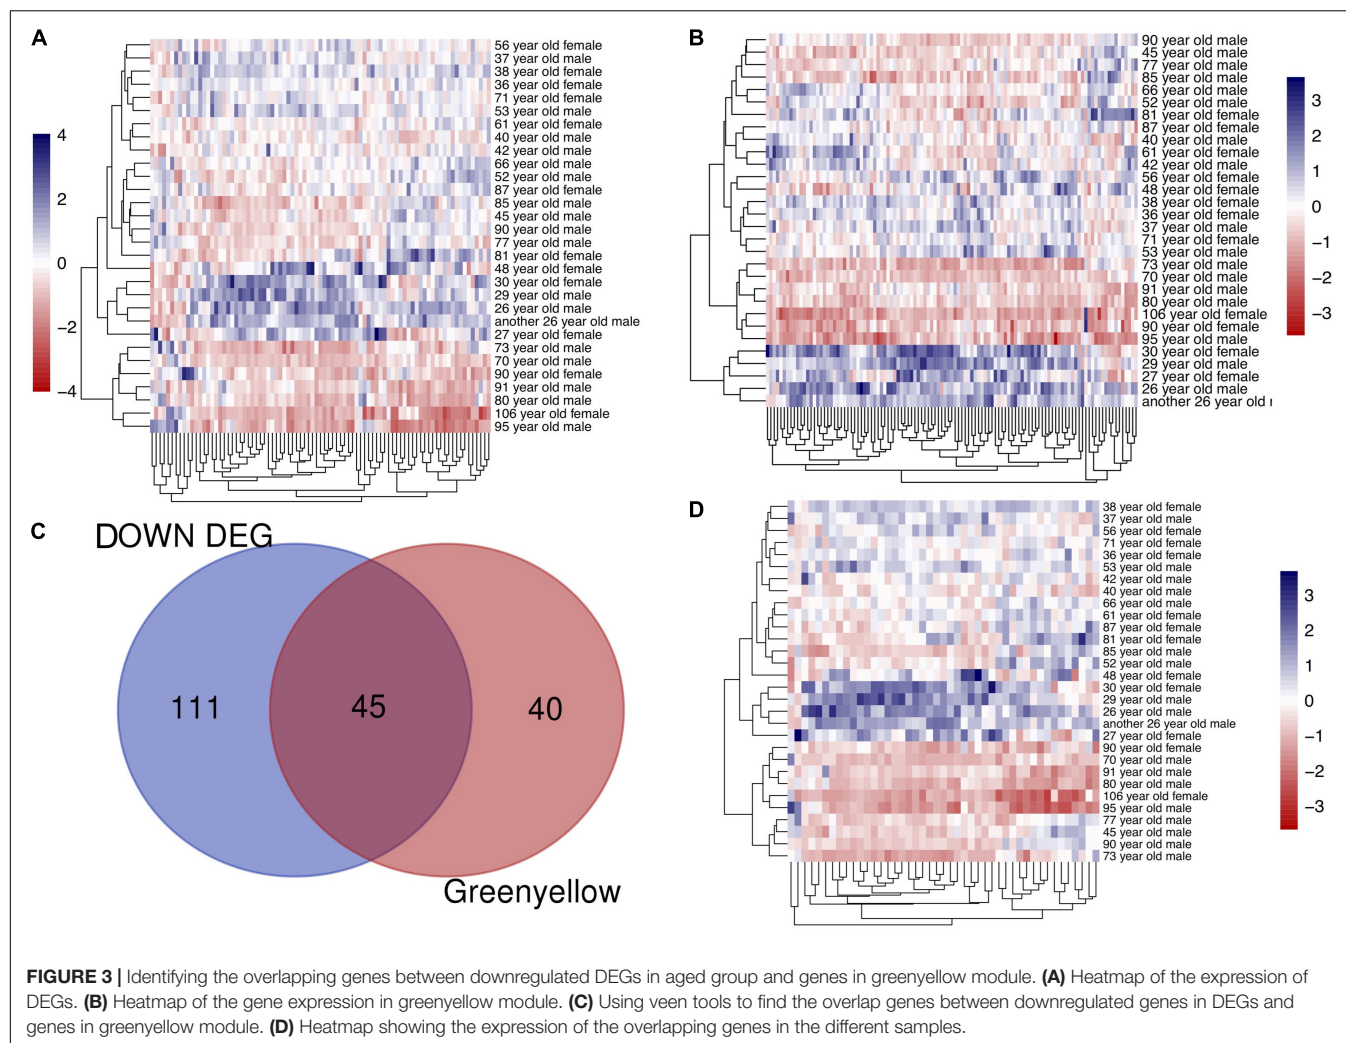 A
56 year old female
37 year old male
38 year old female
36 year old female
71 year old female
53 year old male
61 year old female
40 year old male
42 year old male
66 year old male
52 year old male
87 year old female
85 year old male
45 year old male
90 year old male
77 year old male
81 year old female
48 year old female
30 year old female
29 year old male
26 year old male
another 26 year old male
27 year old female
73 year old male
70 year old male
90 year old female
91 year old male
80 year old male
106 year old female
95 year old male
4
2
0
−2
−4
B
90 year old male
45 year old male
77 year old male
85 year old male
66 year old male
52 year old male
81 year old female
87 year old female
40 year old male
61 year old female
42 year old male
56 year old female
48 year old female
38 year old female
36 year old female
37 year old male
71 year old female
53 year old male
73 year old male
70 year old male
91 year old male
80 year old male
106 year old female
90 year old female
95 year old male
30 year old female
29 year old male
27 year old female
26 year old male
another 26 year old
3
2
1
0
−1
−2
−3
C
DOWN DEG
111
45
40
Greenyellow
D
38 year old female
37 year old male
56 year old female
71 year old female
36 year old female
53 year old male
42 year old male
40 year old male
66 year old male
61 year old female
87 year old female
81 year old female
85 year old male
52 year old male
48 year old female
30 year old female
29 year old male
26 year old male
another 26 year old male
27 year old female
90 year old female
70 year old male
91 year old male
80 year old male
106 year old female
95 year old male
77 year old male
45 year old male
90 year old male
73 year old male
3
2
1
0
−1
−2
−3
FIGURE 3 | Identifying the overlapping genes between downregulated DEGs in aged group and genes in greenyellow module. (A) Heatmap of the expression of
DEGs. (B) Heatmap of the gene expression in greenyellow module. (C) Using veen tools to find the overlap genes between downregulated genes in DEGs and
genes in greenyellow module. (D) Heatmap showing the expression of the overlapping genes in the different samples.